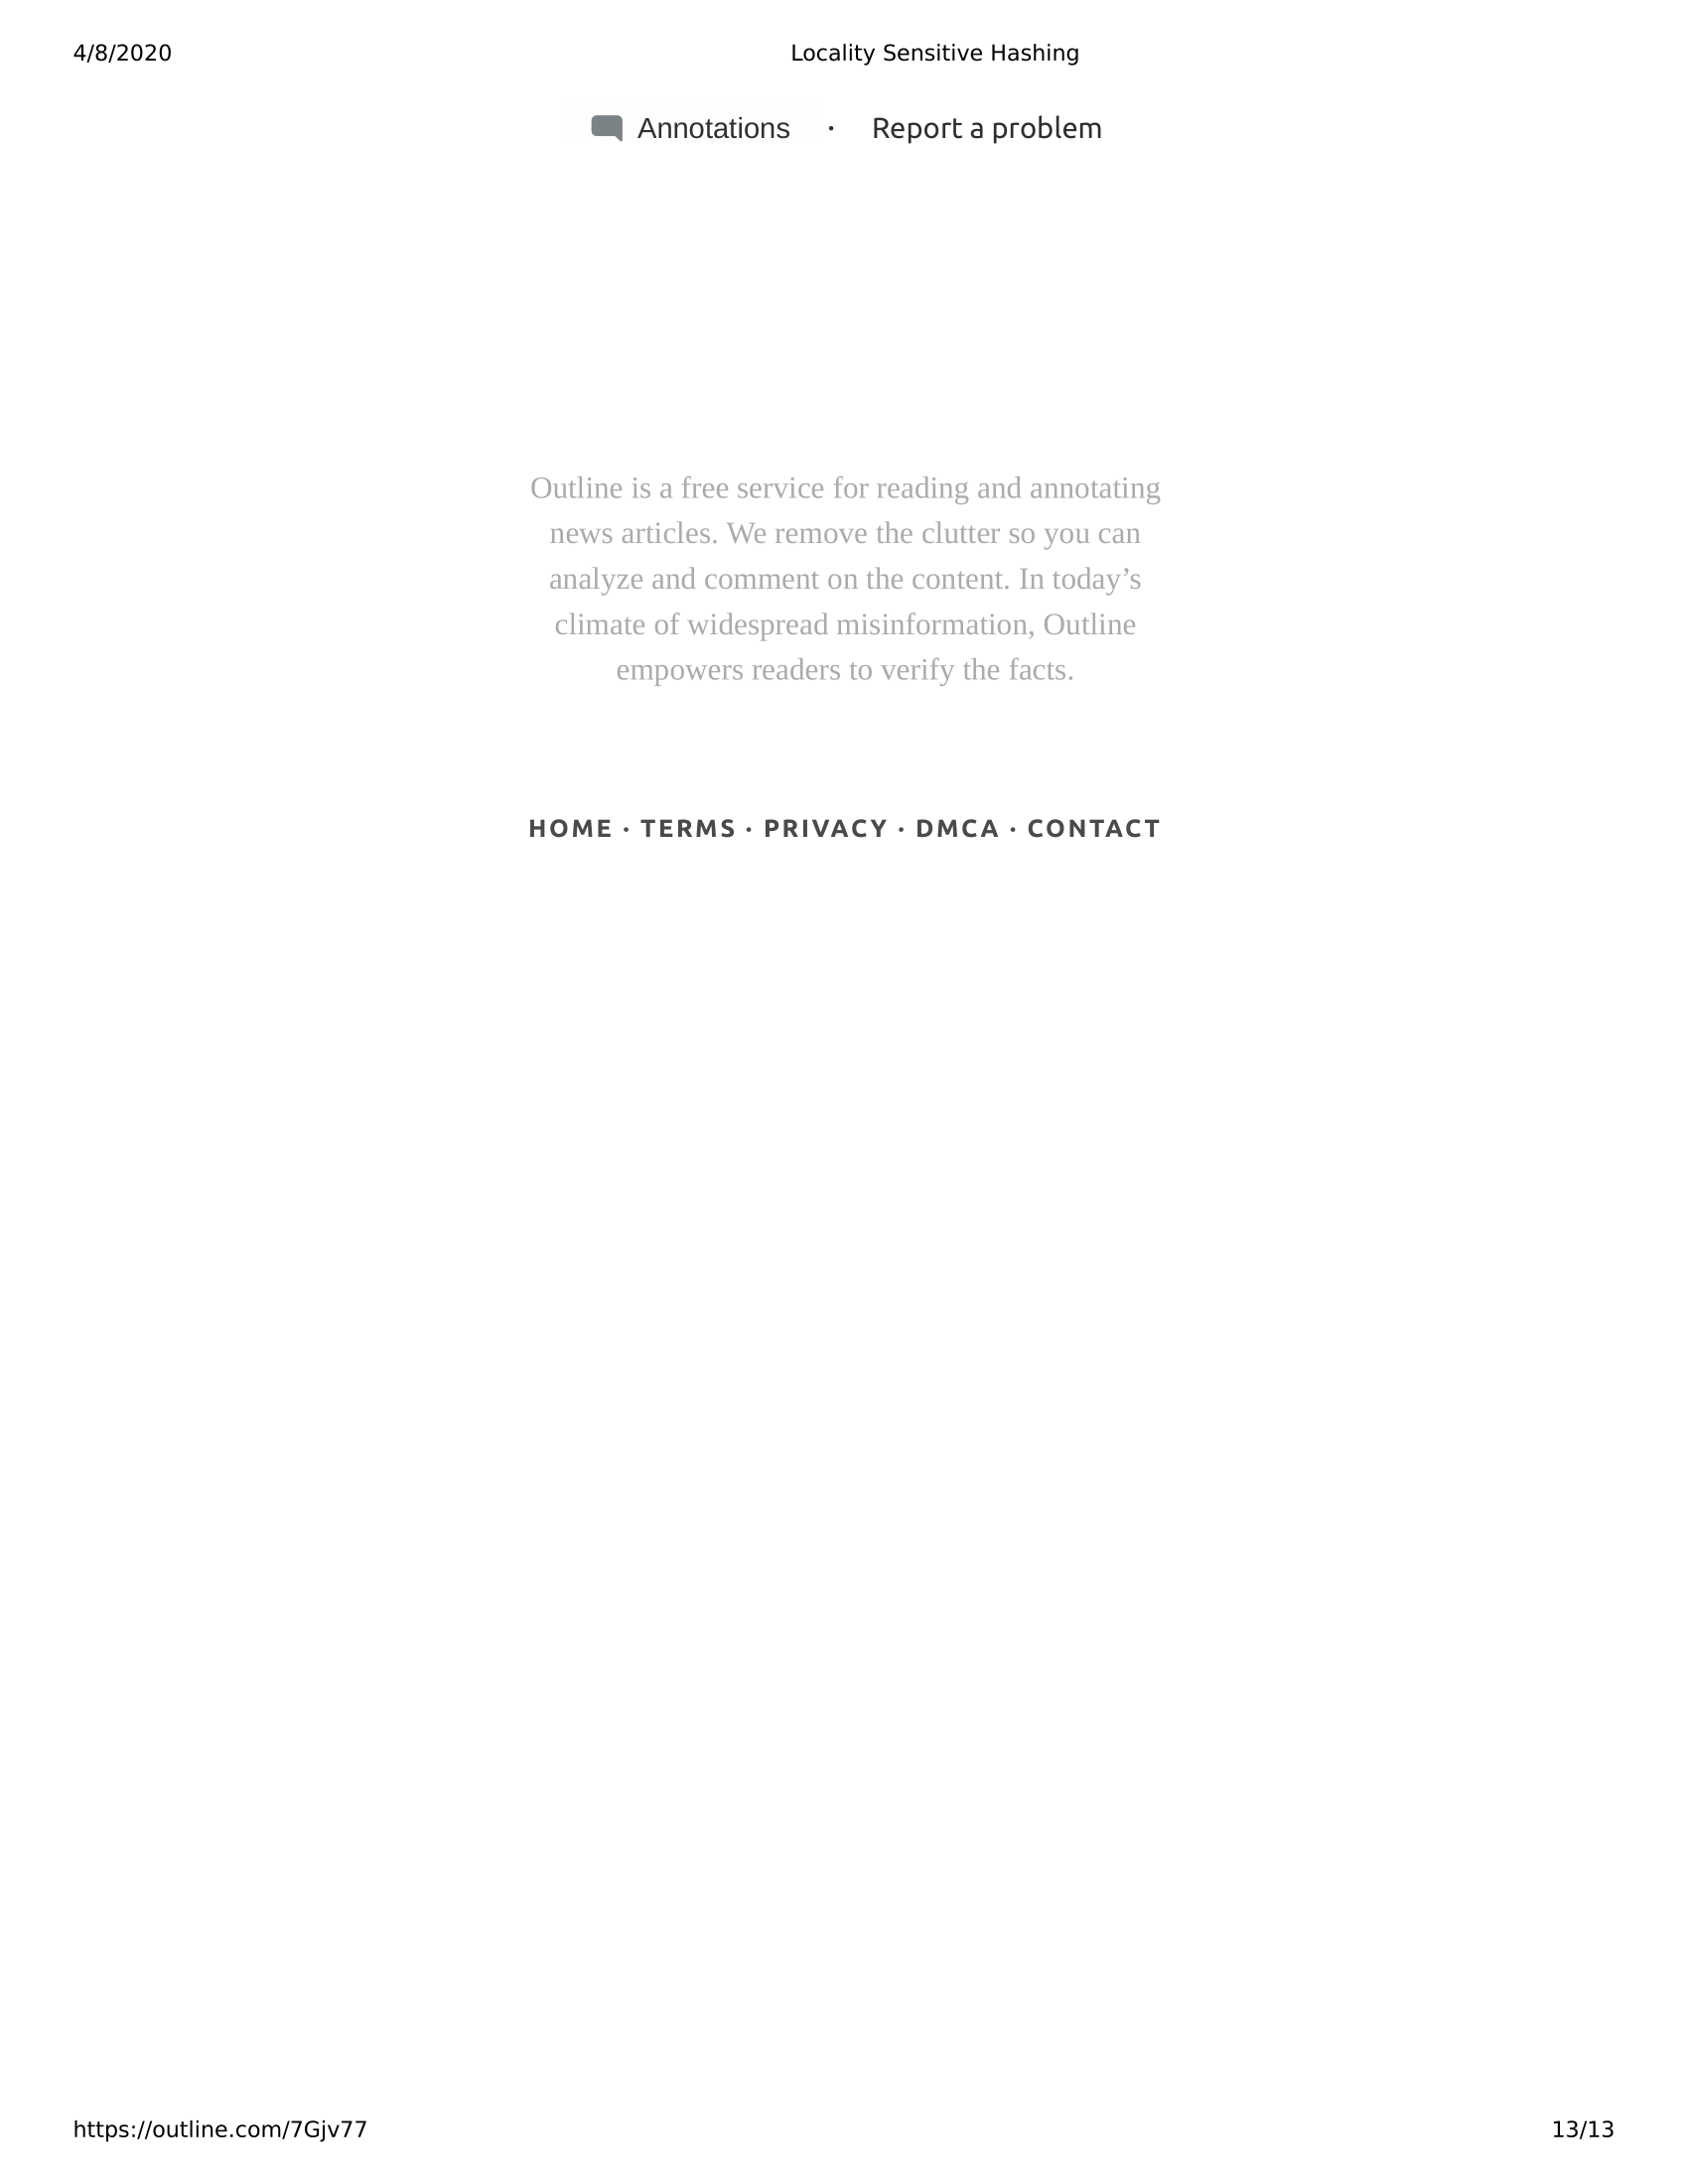 4/8/2020 Locality Sensitive Hashing
Annotations · Report a problem
Outline is a free service for reading and annotating
news articles. We remove the clutter so you can
analyze and comment on the content. In today’s
climate of widespread misinformation, Outline
empowers readers to verify the facts.
HOME · TERMS · PRIVACY · DMCA · CONTACT
https://outline.com/7Gjv77 13/13